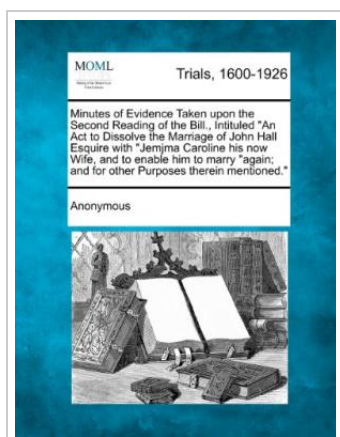 MOML
Trials, 1600-1926
Minutes of Evidence Taken upon the
Second Reading of the Bill., Intituled "An
Act to Dissolve the Marriage of John Hall
Esquire with "Jemjma Caroline his now
Wife, and to enable him to marry "again;
and for other Purposes therein mentioned."
Anonymous